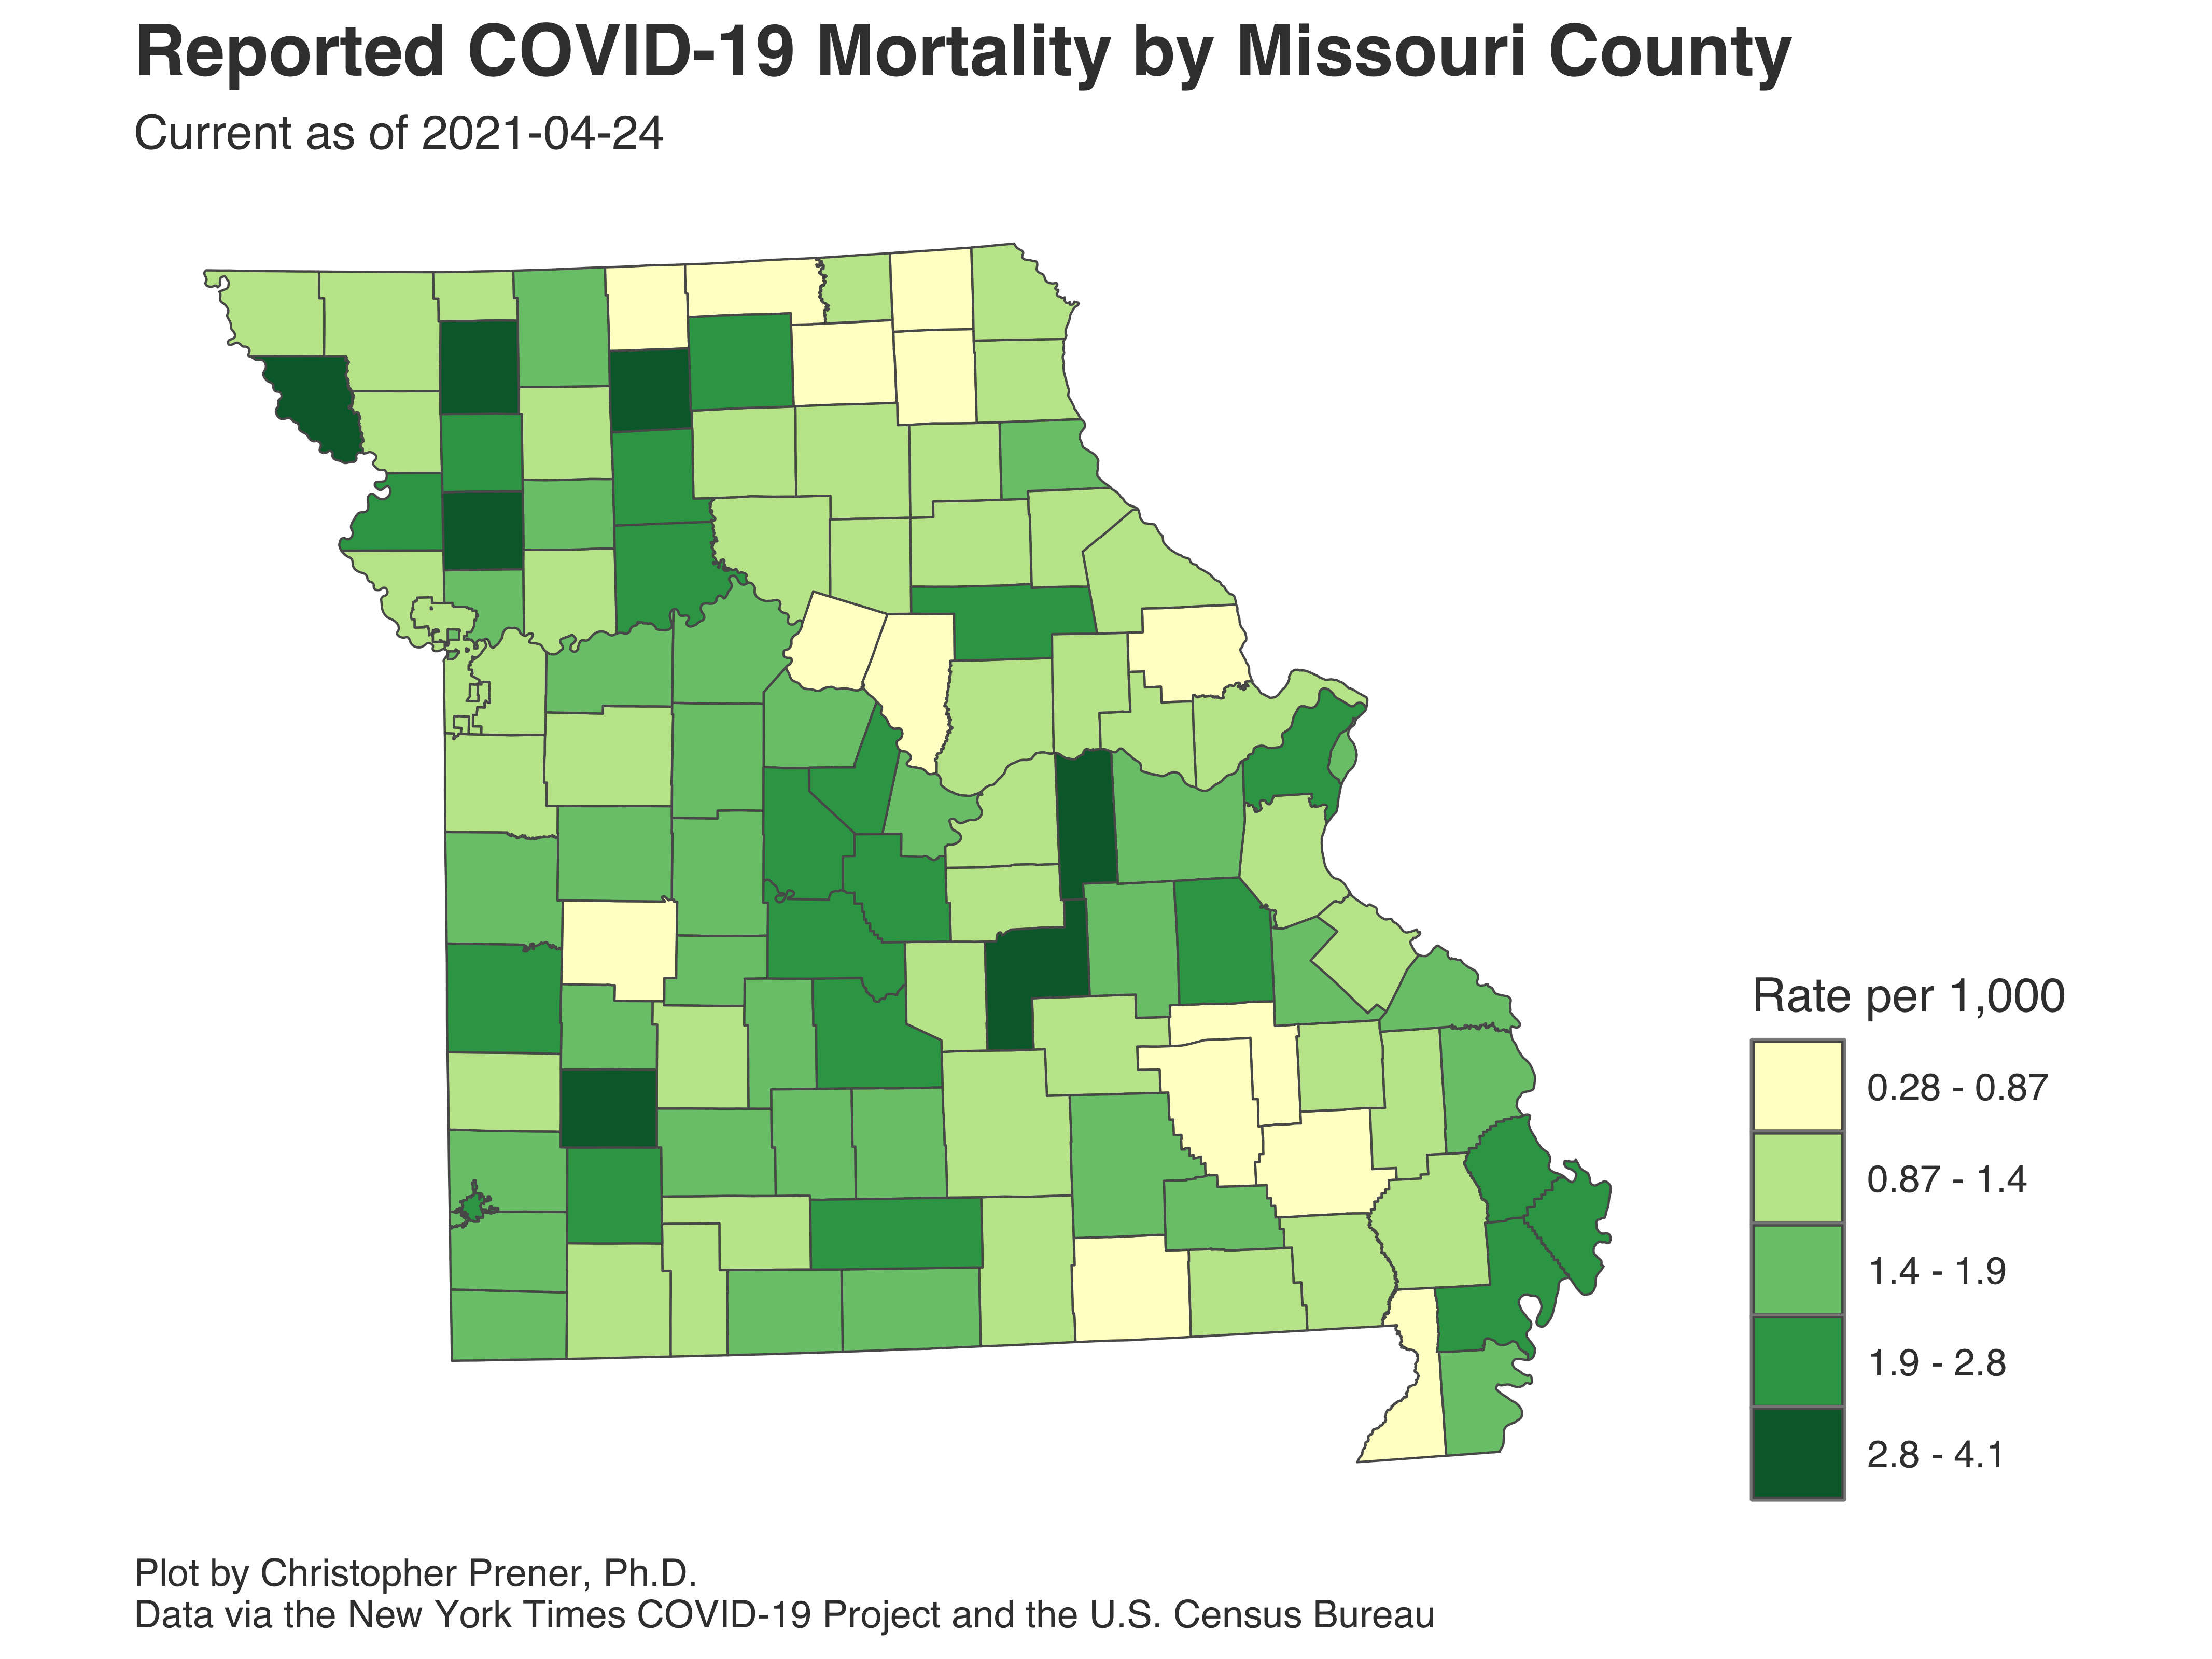 Reported COVID-19 Mortality by Missouri County
Current as of 2021-04-24
Rate per 1,000
0.28 - 0.87
0.87 - 1.4
1.4 - 1.9
1.9 - 2.8
2.8 - 4.1
Plot by Christopher Prener, Ph.D.
Data via the New York Times COVID-19 Project and the U.S. Census Bureau